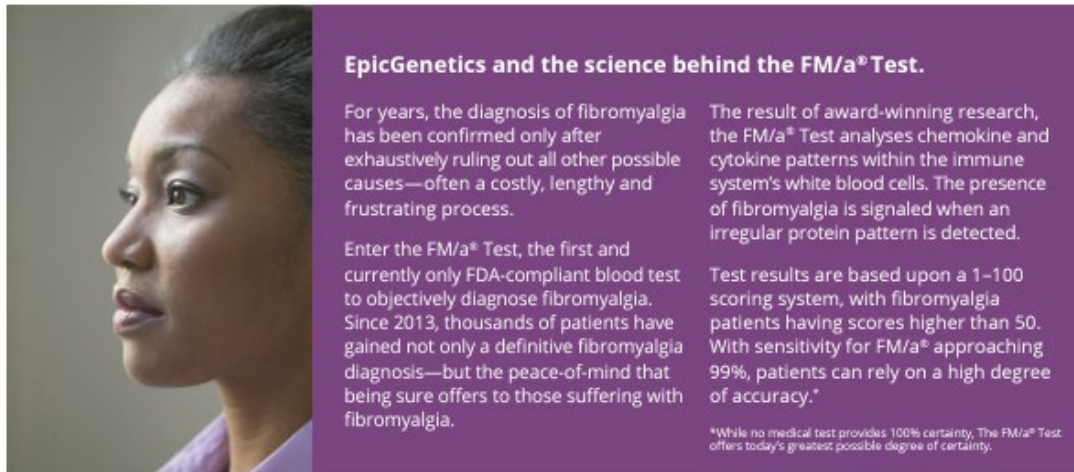 EpicGenetics and the science behind the FM/a® Test.
For years, the diagnosis of fibromyalgia
has been confirmed only after
exhaustively ruling out all other possible
causes—often a costly, lengthy and
frustrating process.
Enter the FM/a® Test, the first and
currently only FDA-compliant blood test
to objectively diagnose fibromyalgia.
Since 2013, thousands of patients have
gained not only a definitive fibromyalgia
diagnosis—but the peace-of-mind that
being sure offers to those suffering with
fibromyalgia.
The result of award-winning research,
the FM/a® Test analyses chemokine and
cytokine patterns within the immune
system's white blood cells. The presence
of fibromyalgia is signaled when an
irregular protein pattern is detected.
Test results are based upon a 1–100
scoring system, with fibromyalgia
patients having scores higher than 50.
With sensitivity for FM/a® approaching
99%, patients can rely on a high degree
of accuracy.*
*While no medical test provides 100% certainty, The FM/a® Test
offers today's greatest possible degree of certainty.